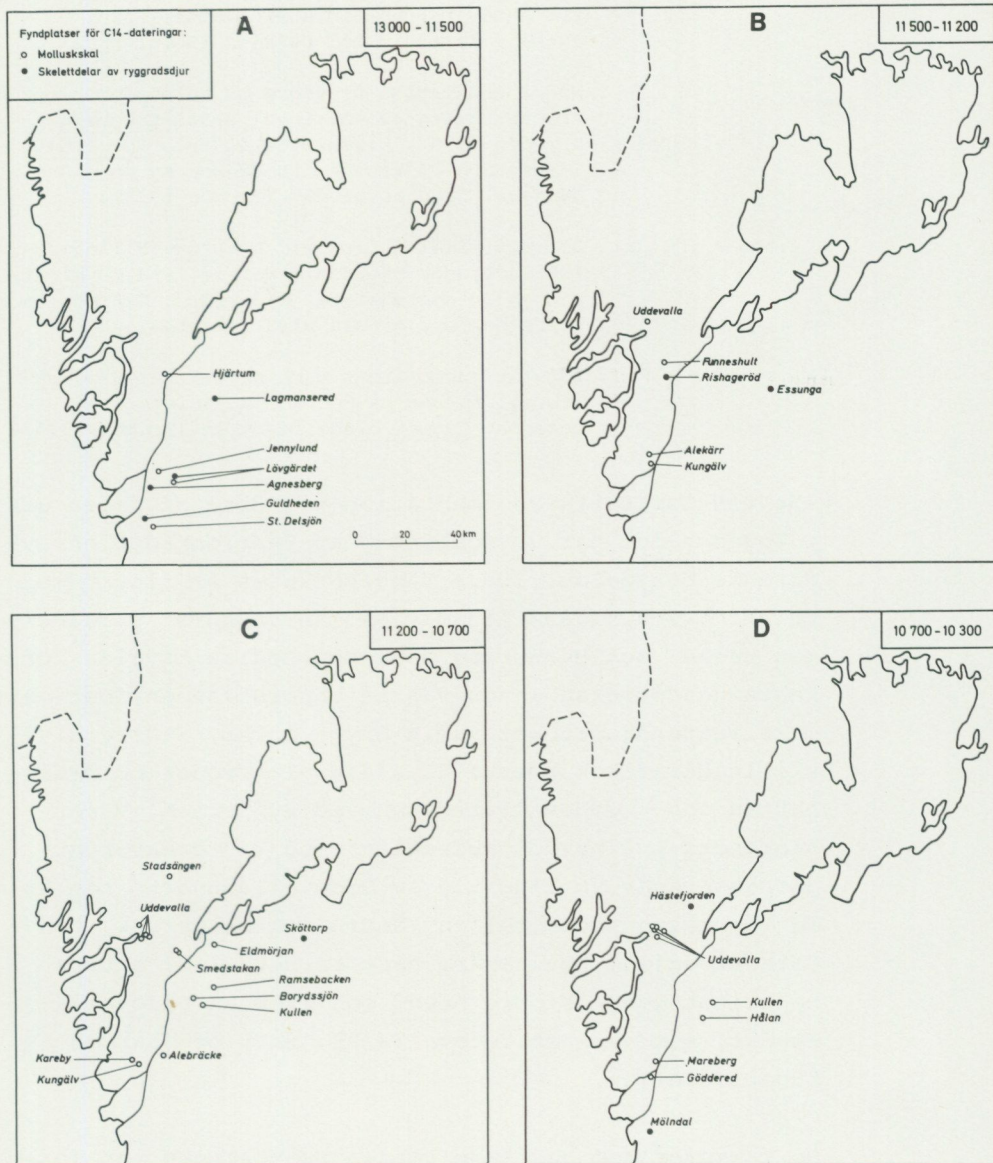 Fyndplatser för C14-dateringar:
Molluskskal
Skelettdelar av ryggradsdjur
A
13 000 - 11 500
Hjärtum
Lagmansered
Jennylund
Lövgärdet
Agnesberg
Guldheden
St. Delsjön
0 20 40 km
B
11 500 - 11 200
Uddevalla
Funneshult
Rishageröd
Essunga
Alekärr
Kungälv
C
11 200 - 10 700
Stadsängen
Uddevalla
Sköttorp
Eldmörjan
Smedstakan
Ramsebacken
Borydssjön
Kullen
Kareby
Alebräcke
Kungälv
D
10 700 - 10 300
Hästefjorden
Uddevalla
Kullen
Hålan
Mareberg
Göddered
Mölndal